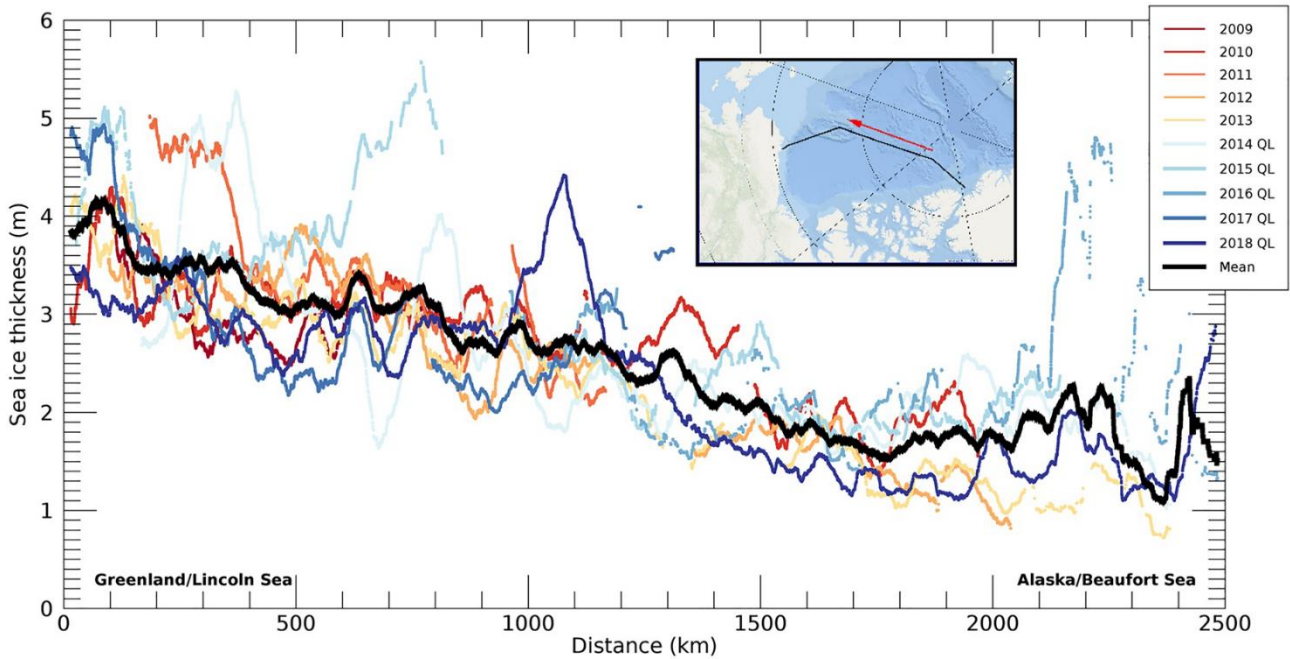 6
5
4
3
2
1
0
Sea ice thickness (m)
2009
2010
2011
2012
2013
2014 QL
2015 QL
2016 QL
2017 QL
2018 QL
Mean
Greenland/Lincoln Sea
Alaska/Beaufort Sea
0
500
1000
1500
2000
2500
Distance (km)